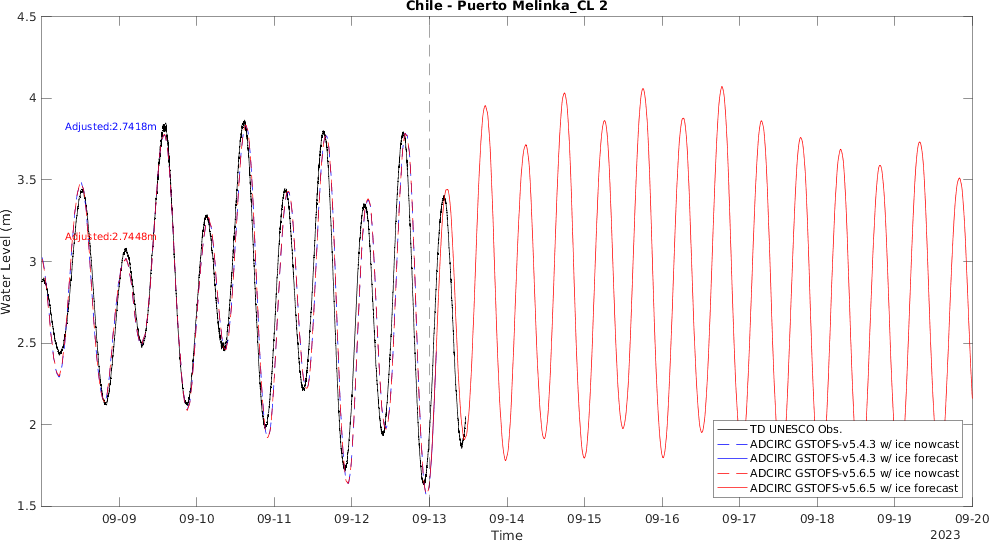 Chile - Puerto Melinka_CL 2
4.5
4
3.5
3
2.5
2
1.5
Water Level (m)
Adjusted:2.7418m
Adjusted:2.7448m
TD UNESCO Obs.
ADCIRC GSTOFS-v5.4.3 w/ ice nowcast
ADCIRC GSTOFS-v5.4.3 w/ ice forecast
ADCIRC GSTOFS-v5.6.5 w/ ice nowcast
ADCIRC GSTOFS-v5.6.5 w/ ice forecast
09-09 09-10 09-11 09-12 09-13 09-14 09-15 09-16 09-17 09-18 09-19 09-20
Time
2023